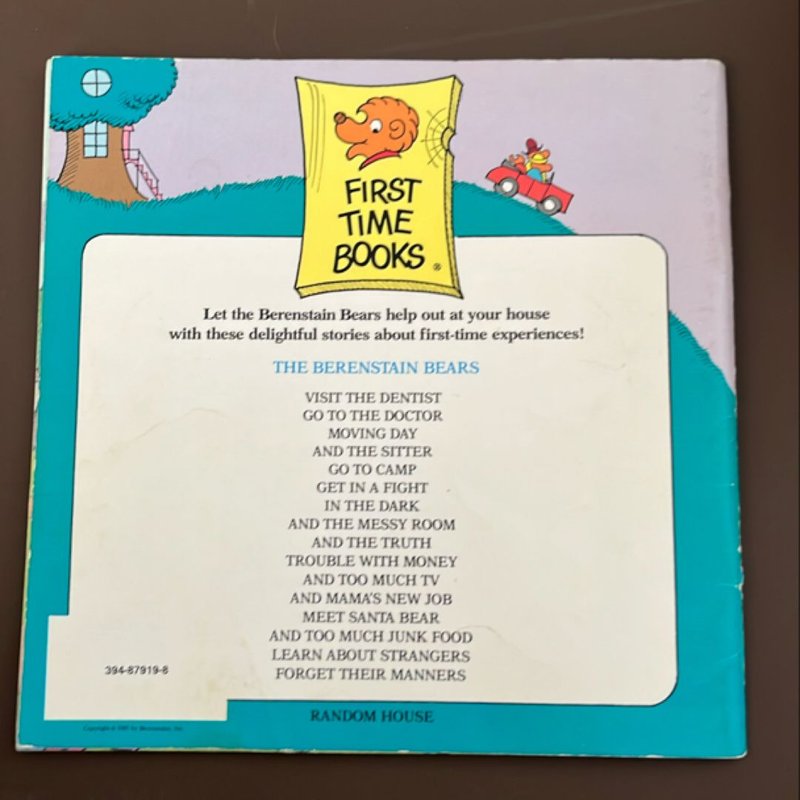 FIRST
TIME
BOOKS ®
Let the Berenstain Bears help out at your house
with these delightful stories about first-time experiences!
THE BERENSTAIN BEARS
VISIT THE DENTIST
GO TO THE DOCTOR
MOVING DAY
AND THE SITTER
GO TO CAMP
GET IN A FIGHT
IN THE DARK
AND THE MESSY ROOM
AND THE TRUTH
TROUBLE WITH MONEY
AND TOO MUCH TV
AND MAMA'S NEW JOB
MEET SANTA BEAR
AND TOO MUCH JUNK FOOD
LEARN ABOUT STRANGERS
FORGET THEIR MANNERS
394-87919-8
RANDOM HOUSE
Copyright © by Berenstains, Inc.